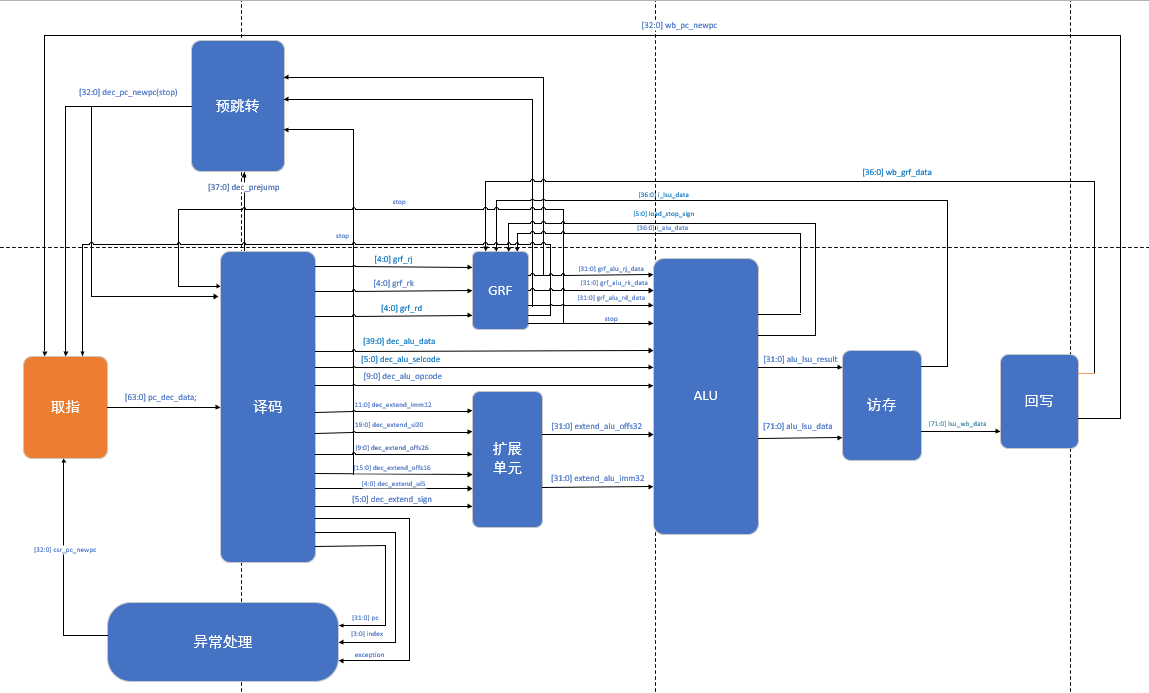 [32:0] wb_pc_newpc
[32:0] dec_pc_newpc(stop)
预跳转
[37:0] dec_prejump
[36:0] wb_grf_data
[36:0] i_lsu_data
stop
[5:0] load_stop_sign
[36:0] i_alu_data
stop
[4:0] grf_rj
[4:0] grf_rk
[4:0] grf_rd
GRF
[31:0] grf_alu_rj_data
[31:0] grf_alu_rk_data
[31:0] grf_alu_rd_data
stop
[39:0] dec_alu_data
[5:0] dec_alu_selcode
[9:0] dec_alu_opcode
[31:0] alu_lsu_result
取指
[63:0] pc_dec_data;
译码
ALU
访存
回写
[11:0] dec_extend_imm12
[19:0] dec_extend_si20
[9:0] dec_extend_offs26
[15:0] dec_extend_offs16
[4:0] dec_extend_ui5
[5:0] dec_extend_sign
扩展
单元
[31:0] extend_alu_offs32
[31:0] extend_alu_imm32
[71:0] alu_lsu_data
[71:0] lsu_wb_data
[32:0] csr_pc_newpc
异常处理
[31:0] pc
[3:0] index
exception